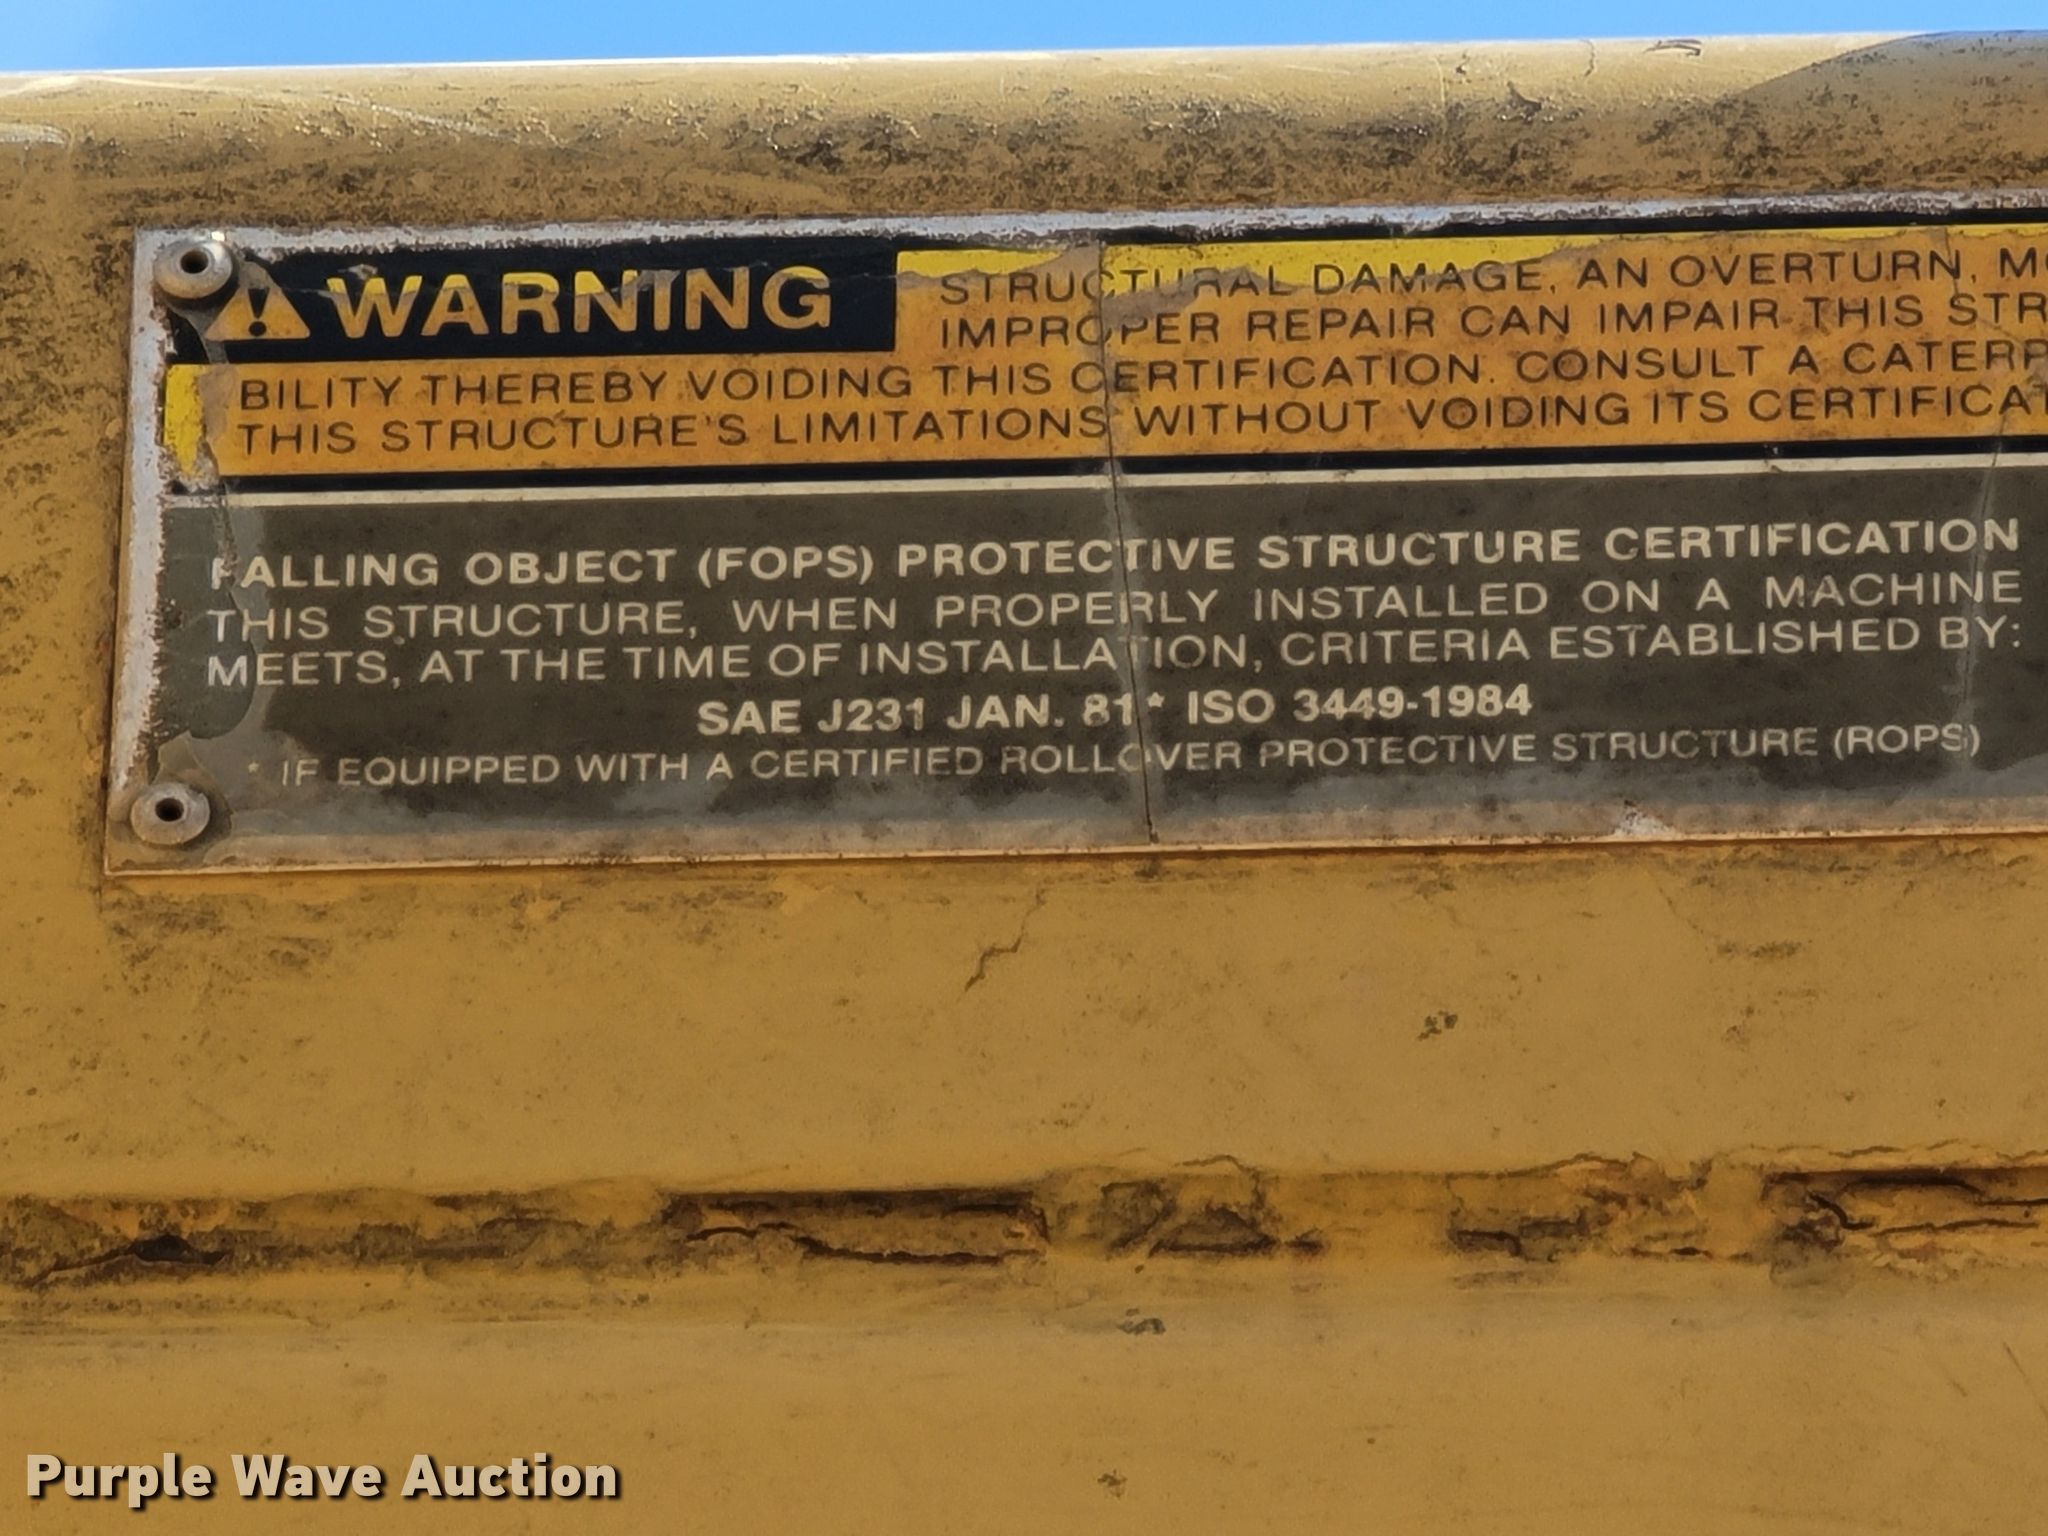 WARNING
STRUCTURAL DAMAGE, AN OVERTURN,
IMPROPER REPAIR CAN IMPAIR THIS
BILITY THEREBY VOIDING THIS CERTIFICATION. CONSULT A
THIS STRUCTURE'S LIMITATIONS WITHOUT VOIDING ITS
FALLING OBJECT (FOPS) PROTECTIVE STRUCTURE CERTIFICATION
THIS STRUCTURE, WHEN PROPERLY INSTALLED ON A MACHINE
MEETS, AT THE TIME OF INSTALLATION, CRITERIA ESTABLISHED BY:
SAE J231 JAN. 81* ISO 3449-1984
* IF EQUIPPED WITH A CERTIFIED ROLLOVER PROTECTIVE STRUCTURE (ROPS)
Purple Wave Auction